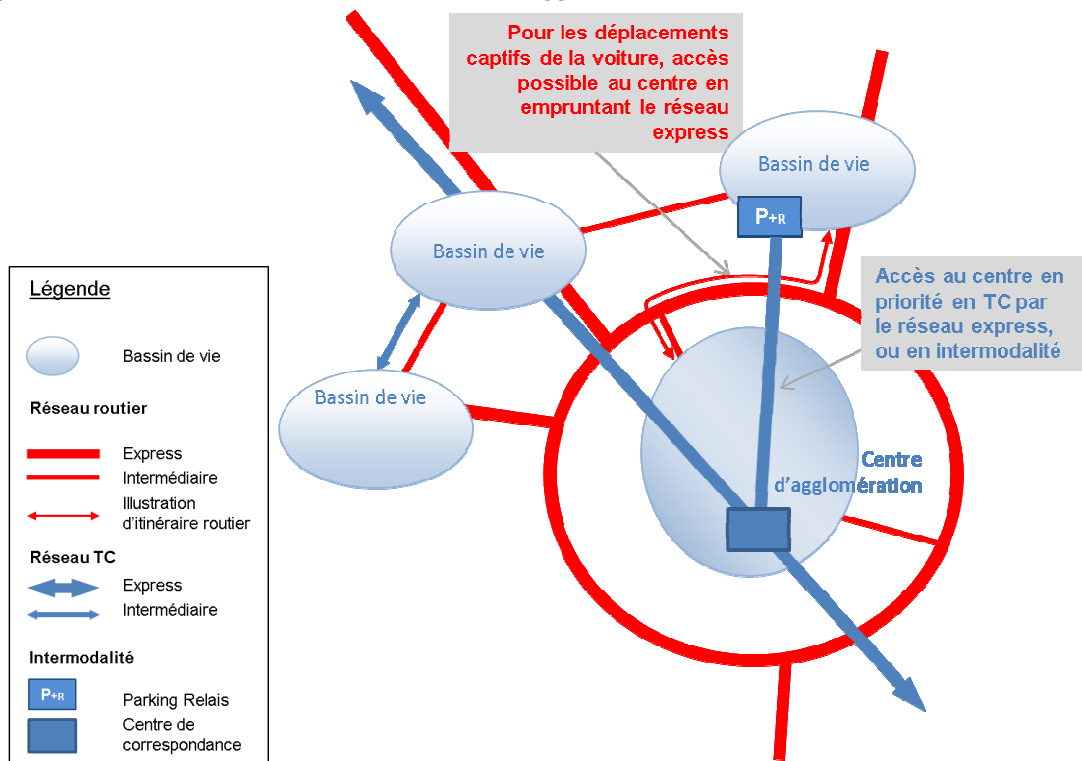 Pour les déplacements
captifs de la voiture, accès
possible au centre en
empruntant le réseau
express
Bassin de vie
P+R
Bassin de vie
Accès au centre en
priorité en TC par
le réseau express,
ou en intermodalité
Bassin de vie
Centre
d'agglomération
Légende
Bassin de vie
Réseau routier
Express
Intermédiaire
Illustration
d'itinéraire routier
Réseau TC
Express
Intermédiaire
Intermodalité
P+R
Parking Relais
Centre de
correspondance